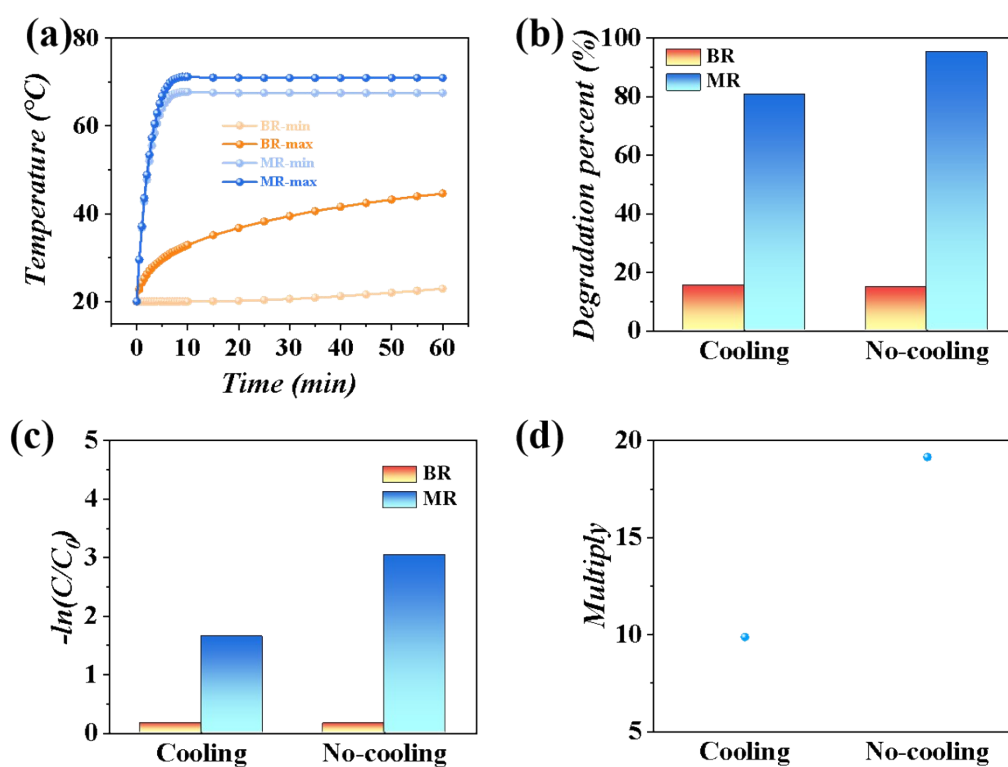 (a)
80
60
40
20
Temperature (°C)
BR-min
BR-max
MR-min
MR-max
0 10 20 30 40 50 60
Time (min)
(b)
100
80
60
40
20
0
Degradation percent (%)
BR
MR
Cooling No-cooling
(c)
5
4
3
2
1
0
-ln(C/C₀)
BR
MR
Cooling No-cooling
(d)
20
15
10
5
Multiply
Cooling No-cooling